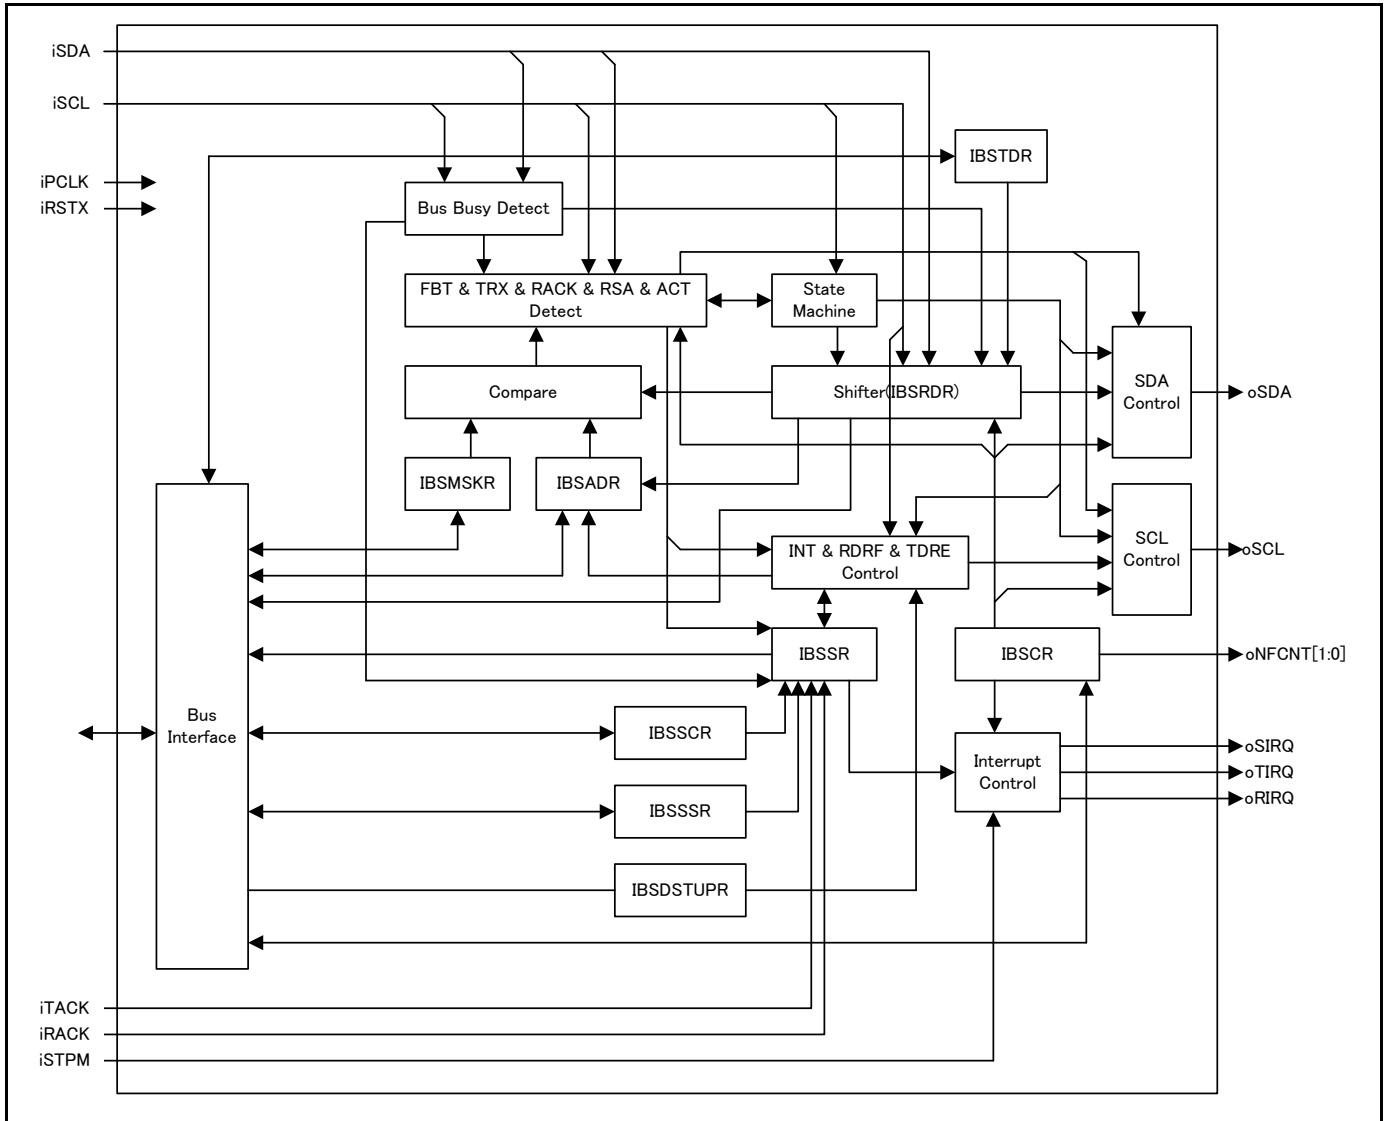 iSDA
iSCL
IBSTDR
iPCLK
iRSTX
Bus Busy Detect
FBT & TRX & RACK & RSA & ACT
Detect
State
Machine
Compare
Shifter(IBSRDR)
SDA
Control
oSDA
IBSMSKR
IBSADR
INT & RDRF & TDRE
Control
SCL
Control
oSCL
IBSSR
IBSCR
oNFCNT[1:0]
Bus
Interface
IBSSCR
Interrupt
Control
oSIRQ
oTIRQ
oRIRQ
IBSSSR
IBSDSTUPR
iTACK
iRACK
iSTPM